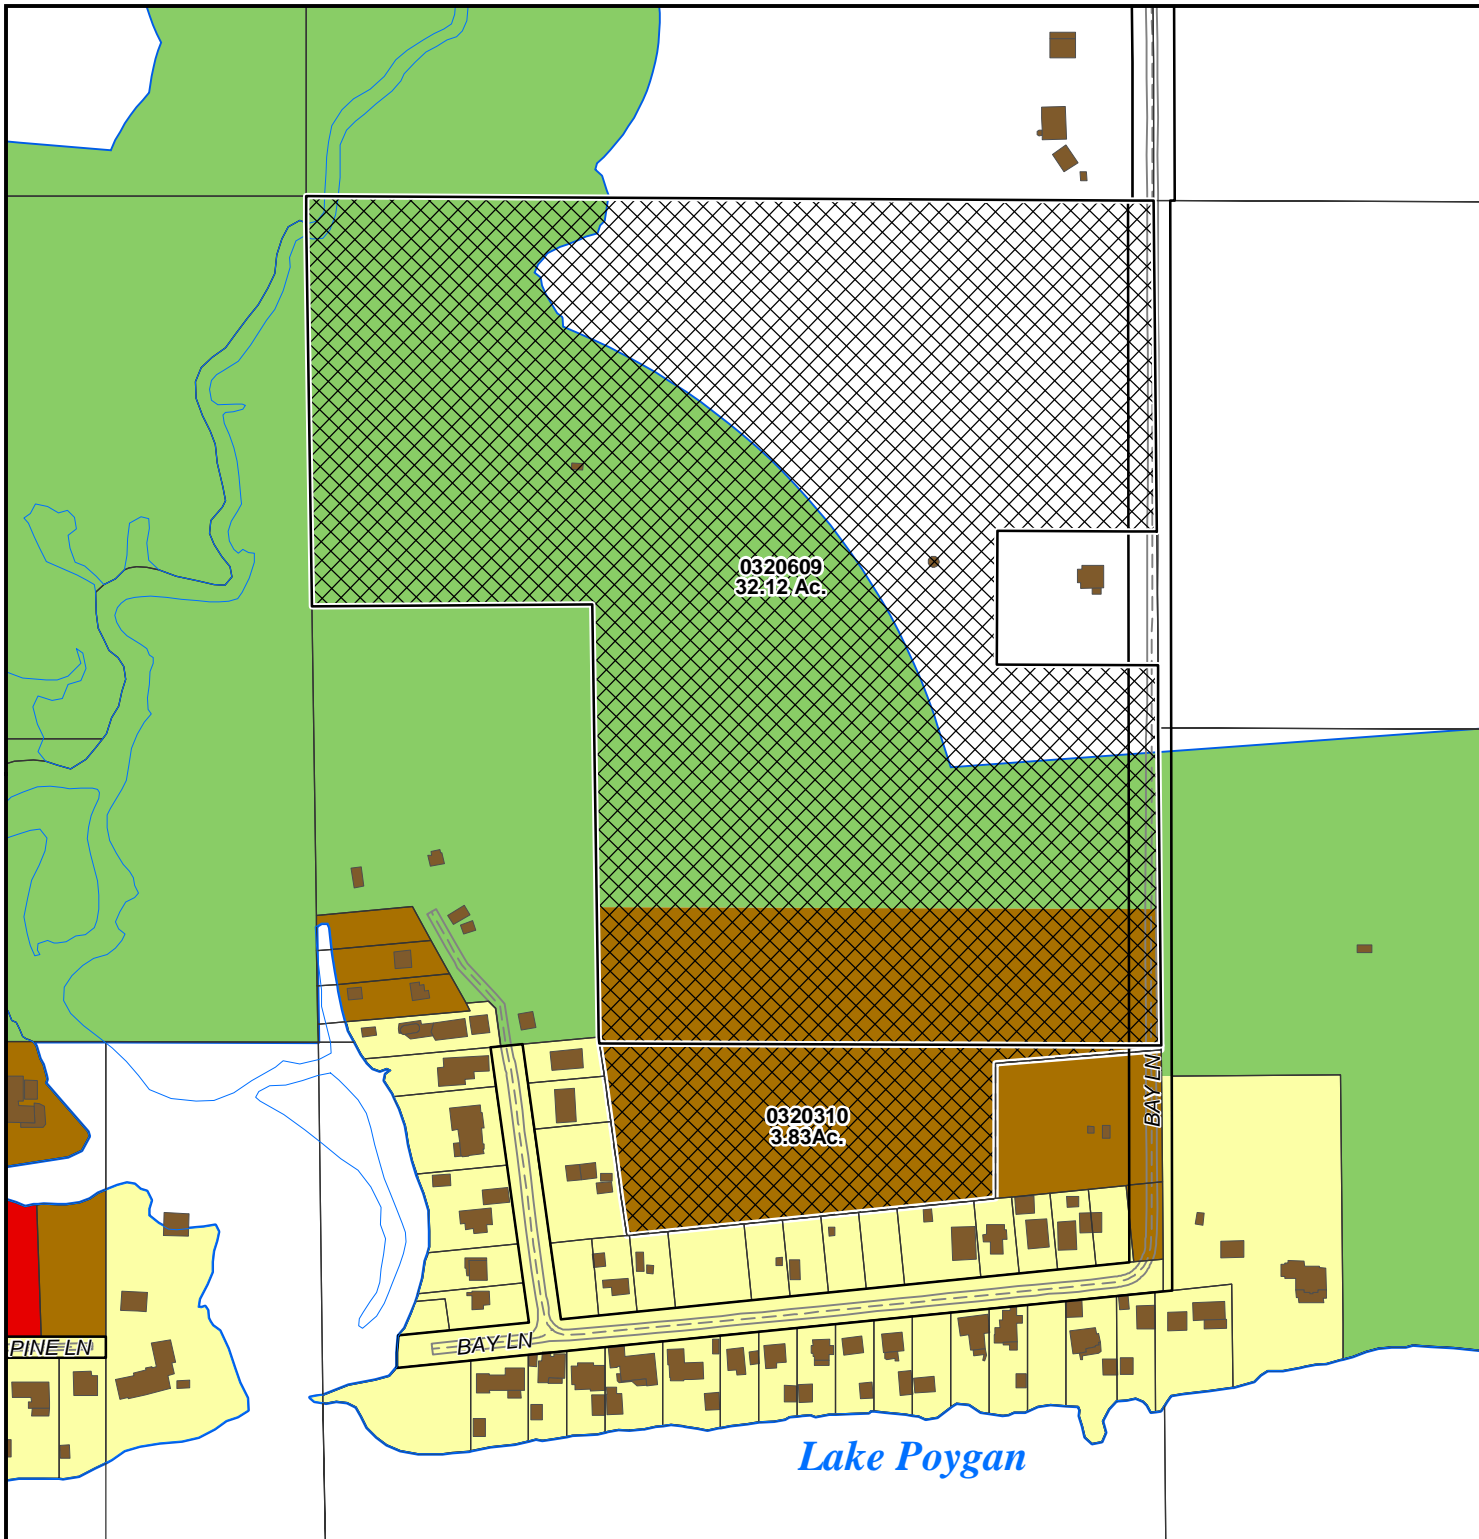 0320609
32.12 Ac.
BAY LN
0320310
3.83Ac.
PINE LN
BAY LN
Lake Poygan